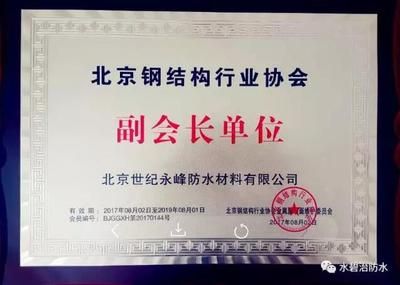 北京钢结构行业协会
副会长单位
北京世纪永峰防水材料有限公司
有效期：2017年08月02日至2019年08月01日
会员编号：BJGGXH第20170144号
2017年08月02日
水碧治防水